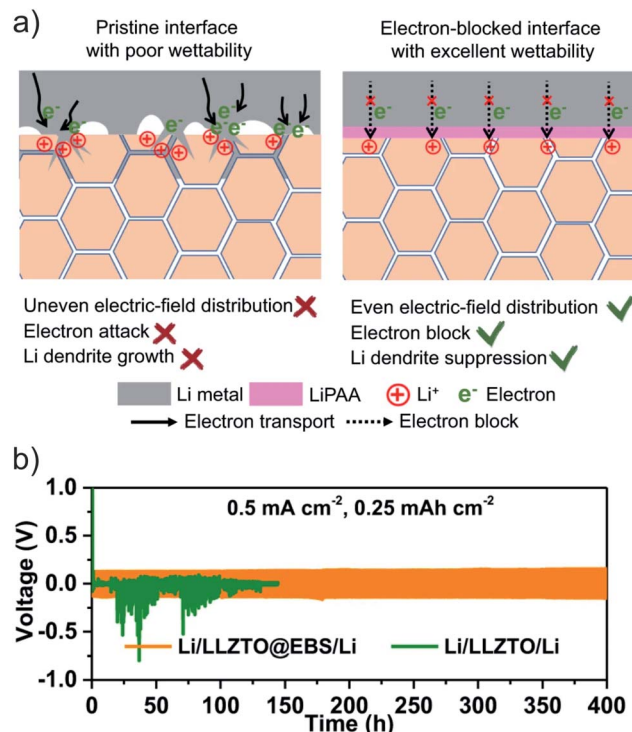 a)
Pristine interface
with poor wettability
Electron-blocked interface
with excellent wettability
e⁻ e⁻ e⁻ e⁻ e⁻ e⁻ e⁻ e⁻
e⁻ e⁻ e⁻ e⁻ e⁻
Uneven electric-field distribution
Electron attack
Li dendrite growth
Even electric-field distribution
Electron block
Li dendrite suppression
Li metal LiPAA Li⁺ e⁻ Electron
Electron transport Electron block
b)
0.5 mA cm⁻², 0.25 mAh cm⁻²
Voltage (V)
1.0
0.5
0.0
-0.5
-1.0
Li/LLZTO@EBS/Li Li/LLZTO/Li
0 50 100 150 200 250 300 350 400
Time (h)